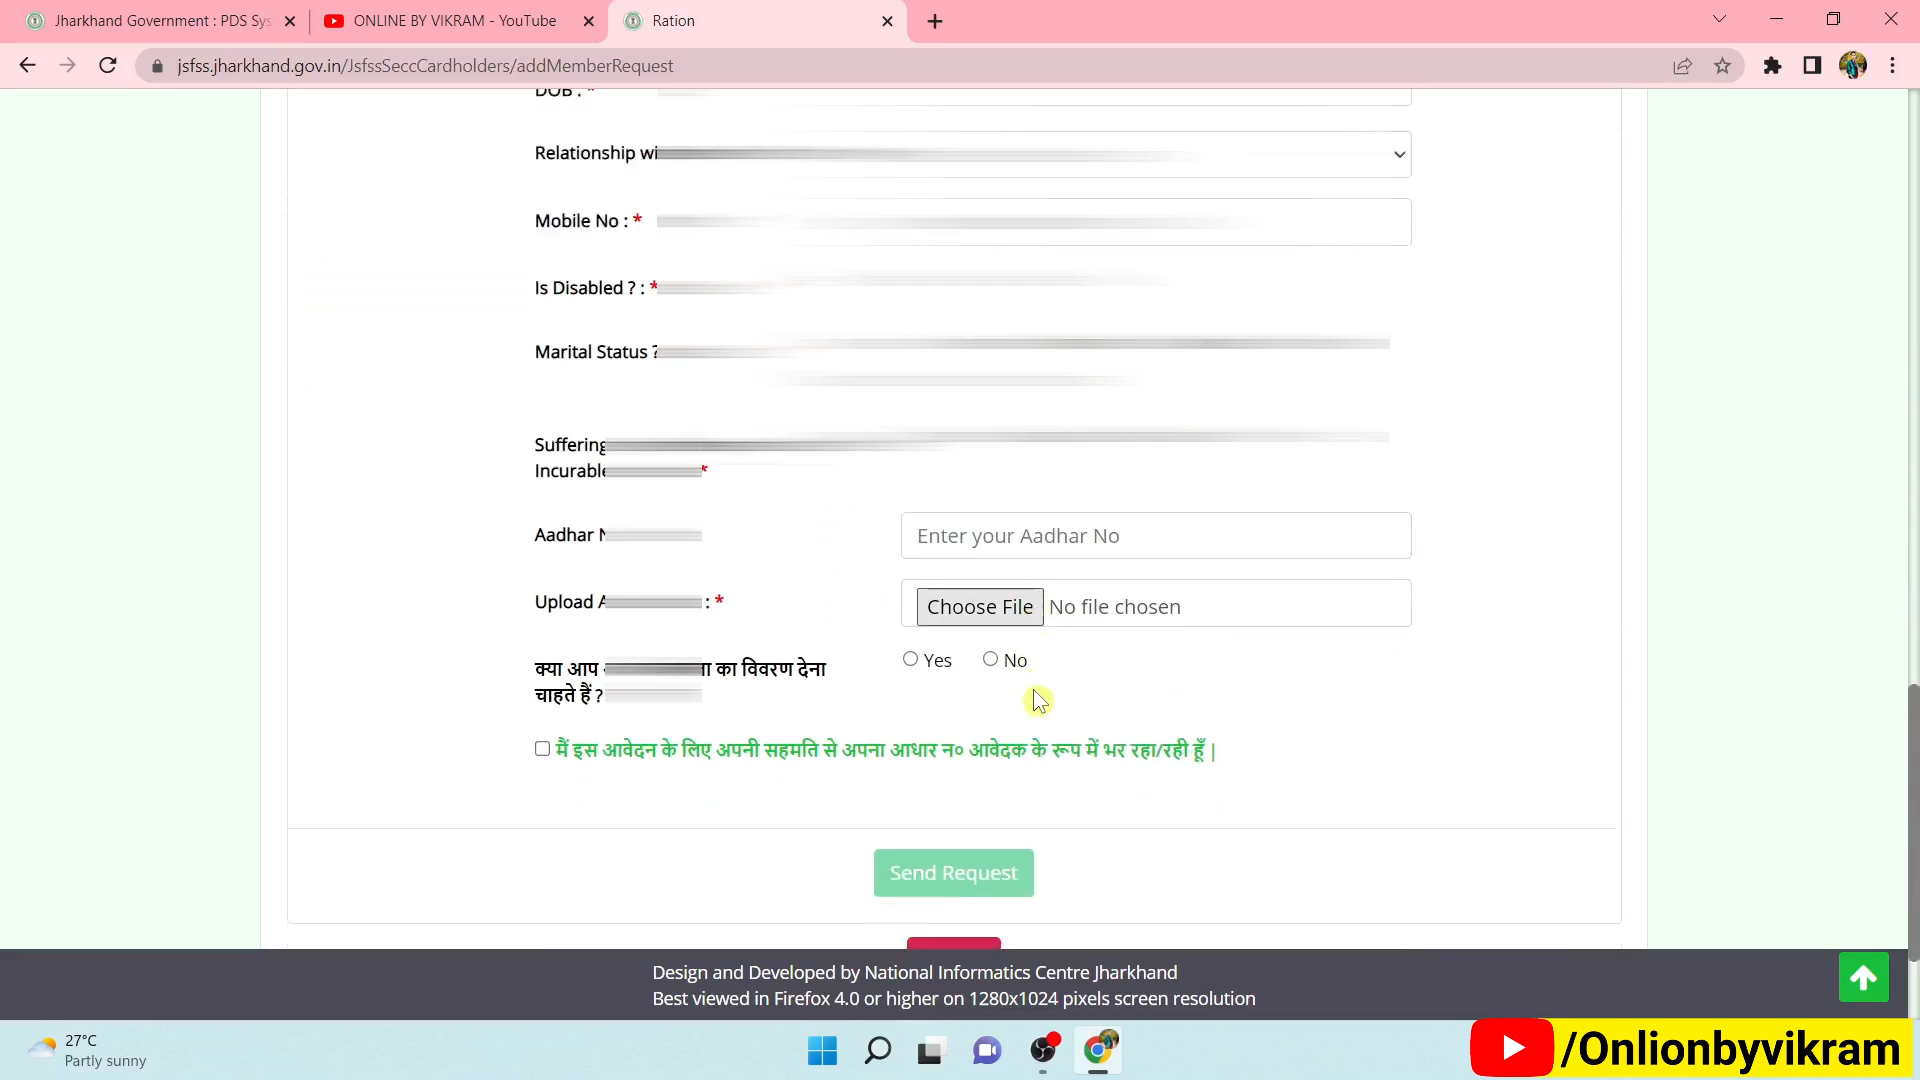 Jharkhand Government : PDS Sys
ONLINE BY VIKRAM - YouTube
Ration
jsfss.jharkhand.gov.in/JsfssSeccCardholders/addMemberRequest
DOB : *
Relationship wi
Mobile No : *
Is Disabled ? : *
Marital Status ?
Suffering
Incurable *
Aadhar
Enter your Aadhar No
Upload : *
Choose File No file chosen
क्या आप का विवरण देना
Yes No
चाहते हैं ?
मैं इस आवेदन के लिए अपनी सहमति से अपना आधार न० आवेदक के रूप में भर रहा/रही हूँ |
Send Request
Design and Developed by National Informatics Centre Jharkhand
Best viewed in Firefox 4.0 or higher on 1280x1024 pixels screen resolution
27°C
Partly sunny
/Onlionbyvikram